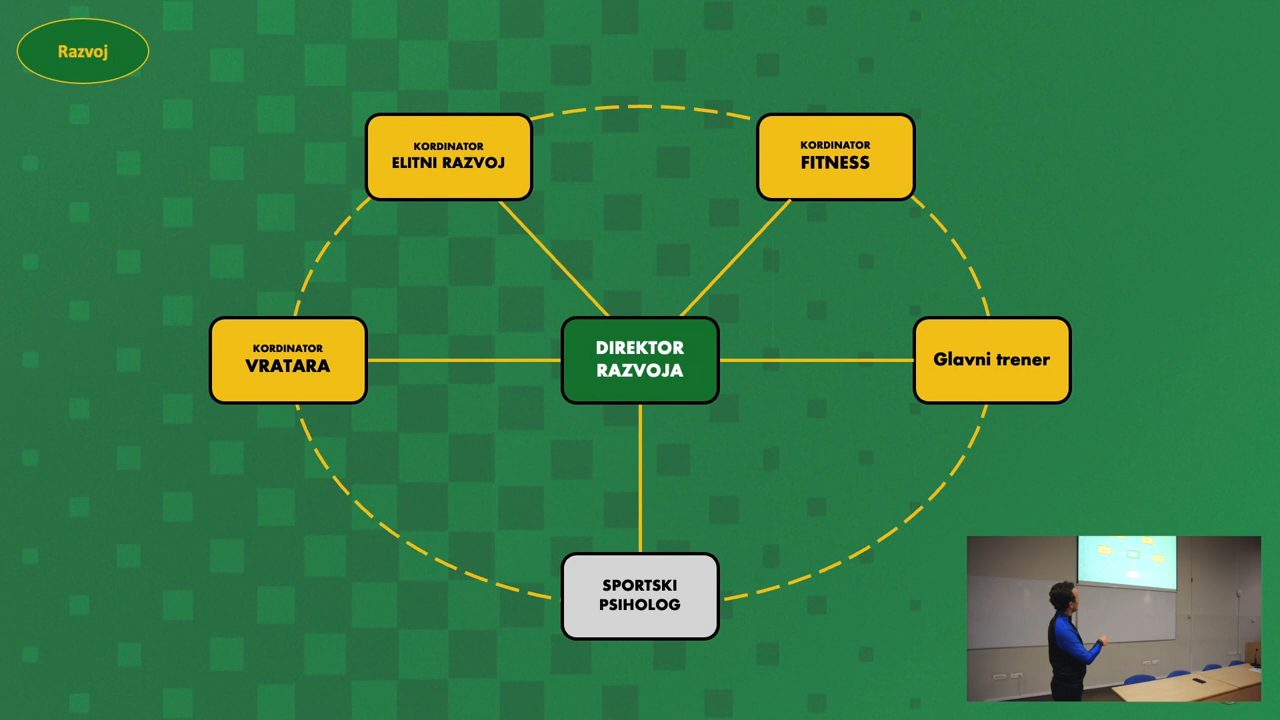 Razvoj
KORDINATOR
ELITNI RAZVOJ
KORDINATOR
FITNESS
KORDINATOR
VRATARA
DIREKTOR
RAZVOJA
Glavni trener
SPORTSKI
PSIHOLOG